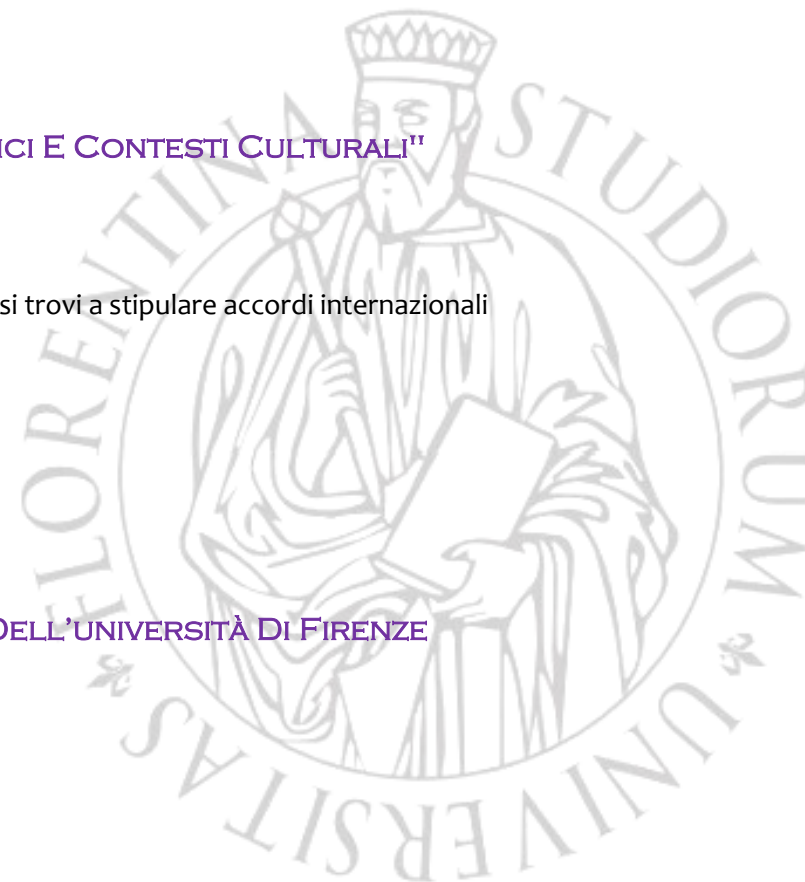 ICI E CONTESTI CULTURALI"
si trovi a stipulare accordi internazionali
DELL'UNIVERSITÀ DI FIRENZE
FLORENTINA STUDIORUM UNIVERSITAS